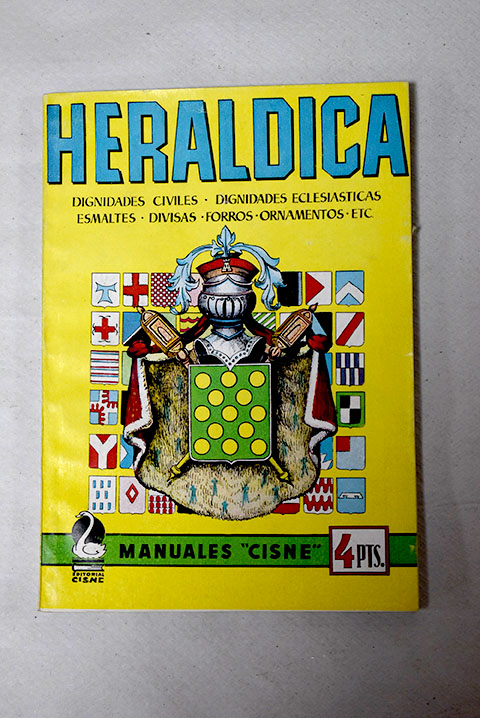 HERALDICA
DIGNIDADES CIVILES · DIGNIDADES ECLESIASTICAS
ESMALTES · DIVISAS · FORROS · ORNAMENTOS · ETC
MANUALES "CISNE"
4 PTS.
EDITORIAL
CISNE